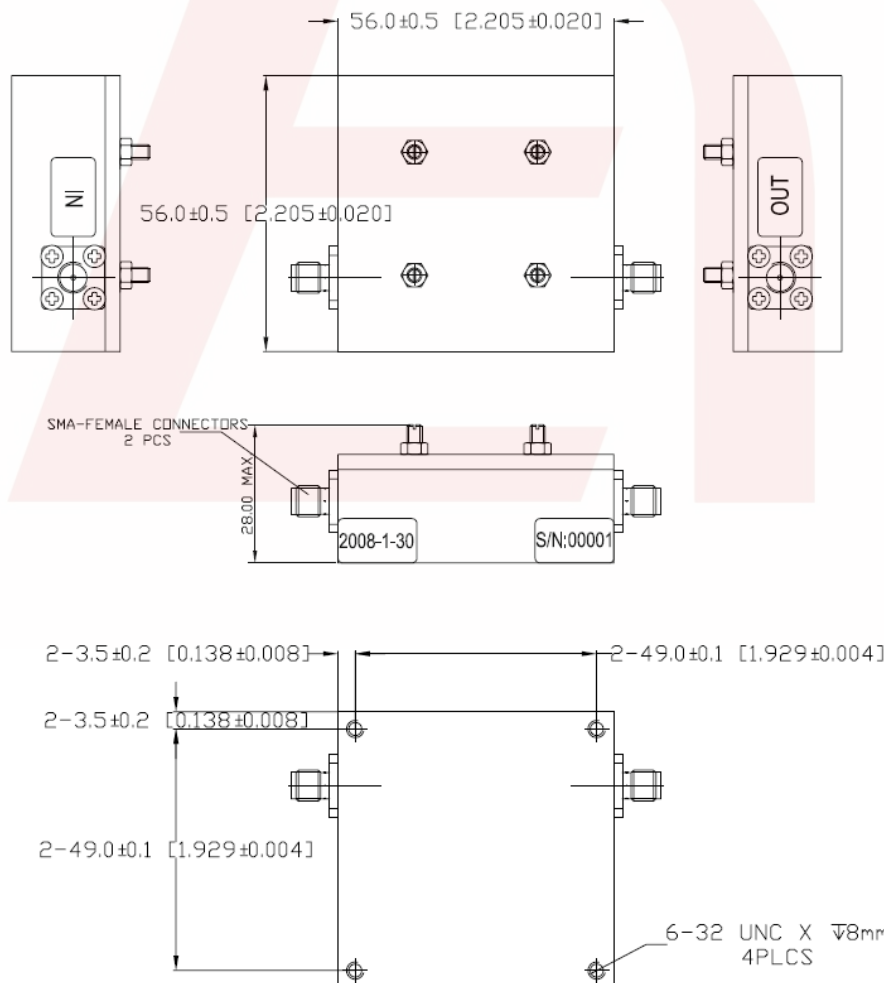 56.0±0.5 [2.205±0.020]
IN
56.0±0.5 [2.205±0.020]
OUT
SMA-FEMALE CONNECTORS
2 PCS
28.00 MAX
2008-1-30
S/N:00001
2-3.5±0.2 [0.138±0.008]
2-49.0±0.1 [1.929±0.004]
2-3.5±0.2 [0.138±0.008]
2-49.0±0.1 [1.929±0.004]
6-32 UNC X ↧8mm
4PLCS